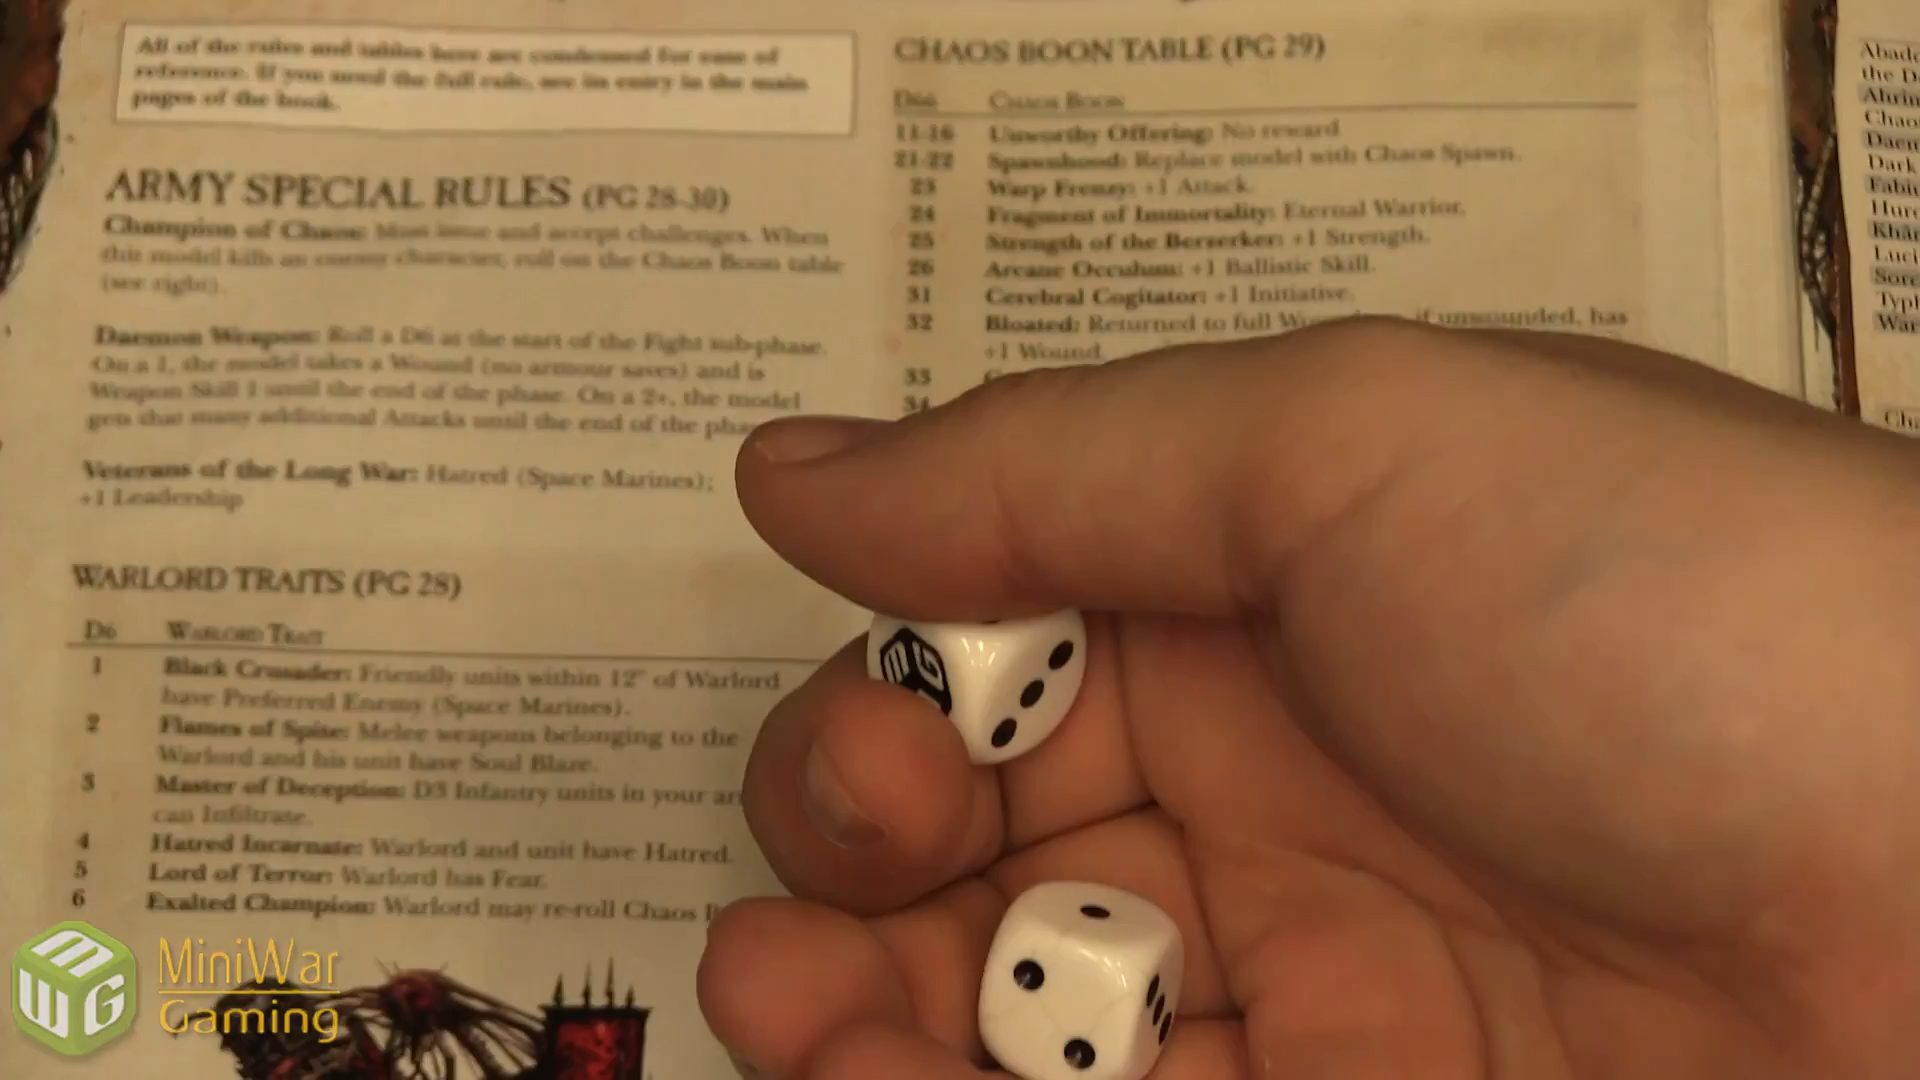 All of the rules and tables here are condensed for ease of
reference. If you need the full rule, see its entry in the main
pages of the book.
ARMY SPECIAL RULES (PG 28-30)
Champion of Chaos: Must issue and accept challenges. When
this model kills an enemy character, roll on the Chaos Boon table
(see right).
Daemon Weapon: Roll a D6 at the start of the Fight sub-phase.
On a 1, the model takes a Wound (no armour saves) and is
Weapon Skill 1 until the end of the phase. On a 2+, the model
gets that many additional Attacks until the end of the
Veterans of the Long War: Hatred (Space Marines);
+1 Leadership
WARLORD TRAITS (PG 28)
D6 WARLORD TRAIT
1 Black Crusader: Friendly units within 12" of Warlord
have Preferred Enemy (Space Marines).
2 Flames of Spite: Melee weapons belonging to the
Warlord and his unit have Soul Blaze.
3 Master of Deception: D3 Infantry units in your
can Infiltrate.
4 Hatred Incarnate: Warlord and unit have Hatred.
5 Lord of Terror: Warlord has Fear.
6 Exalted Champion: Warlord may re-roll Chaos
CHAOS BOON TABLE (PG 29)
D66 CHAOS BOON
11-16 Unworthy Offering: No reward
21-22 Spawnhood: Replace model with Chaos Spawn.
23 Warp Frenzy: +1 Attack.
24 Fragment of Immortality: Eternal Warrior.
25 Strength of the Berserker: +1 Strength.
26 Arcane Occulum: +1 Ballistic Skill.
31 Cerebral Cogitator: +1 Initiative.
32 Bloated: Returned to full if unwounded, has
+1 Wound.
33
34
the
Dark
MWG
MiniWar
Gaming